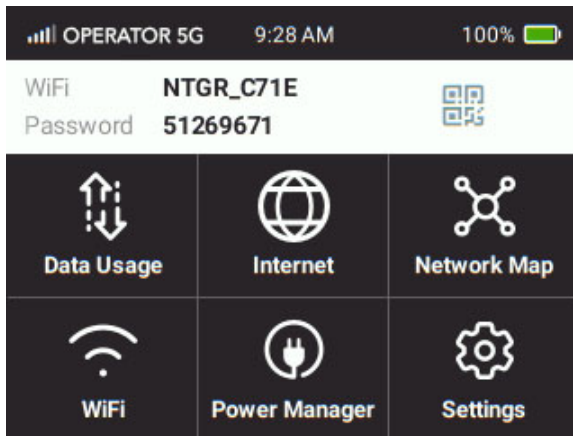 OPERATOR 5G 9:28 AM 100%
WiFi NTGR_C71E
Password 51269671
Data Usage Internet Network Map
WiFi Power Manager Settings